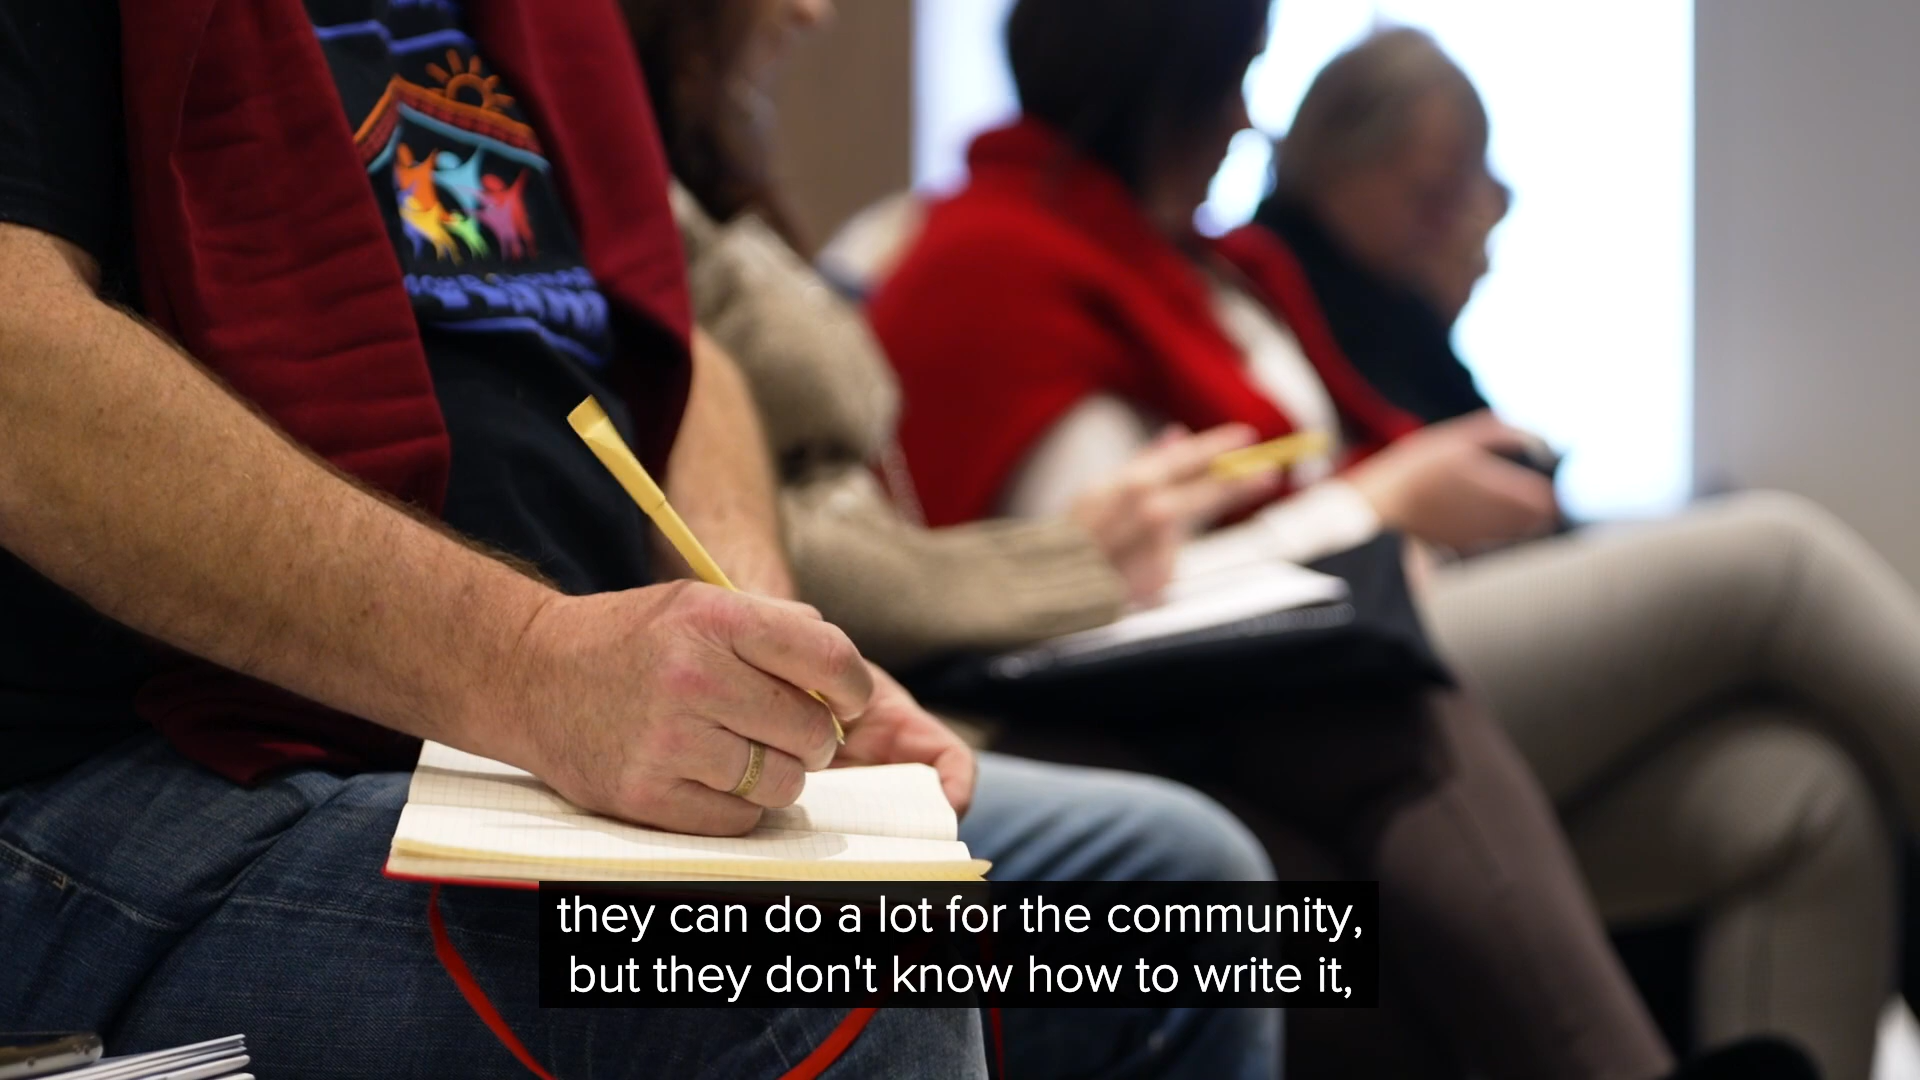 they can do a lot for the community,
but they don't know how to write it,